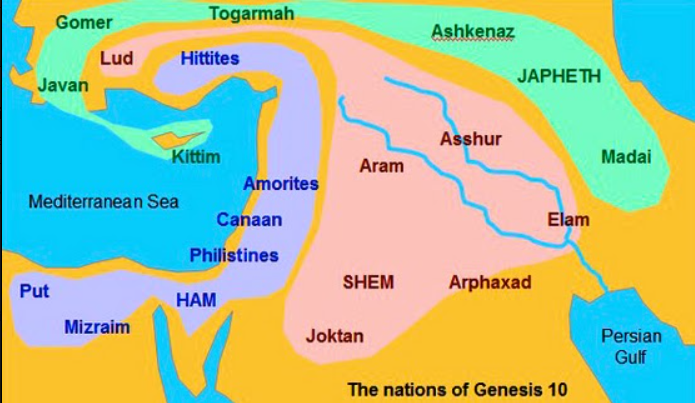 Togarmah
Gomer
Ashkenaz
Lud
Hittites
JAPHETH
Javan
Asshur
Kittim
Aram
Madai
Amorites
Mediterranean Sea
Canaan
Elam
Philistines
SHEM
Arphaxad
Put
HAM
Mizraim
Joktan
Persian
Gulf
The nations of Genesis 10